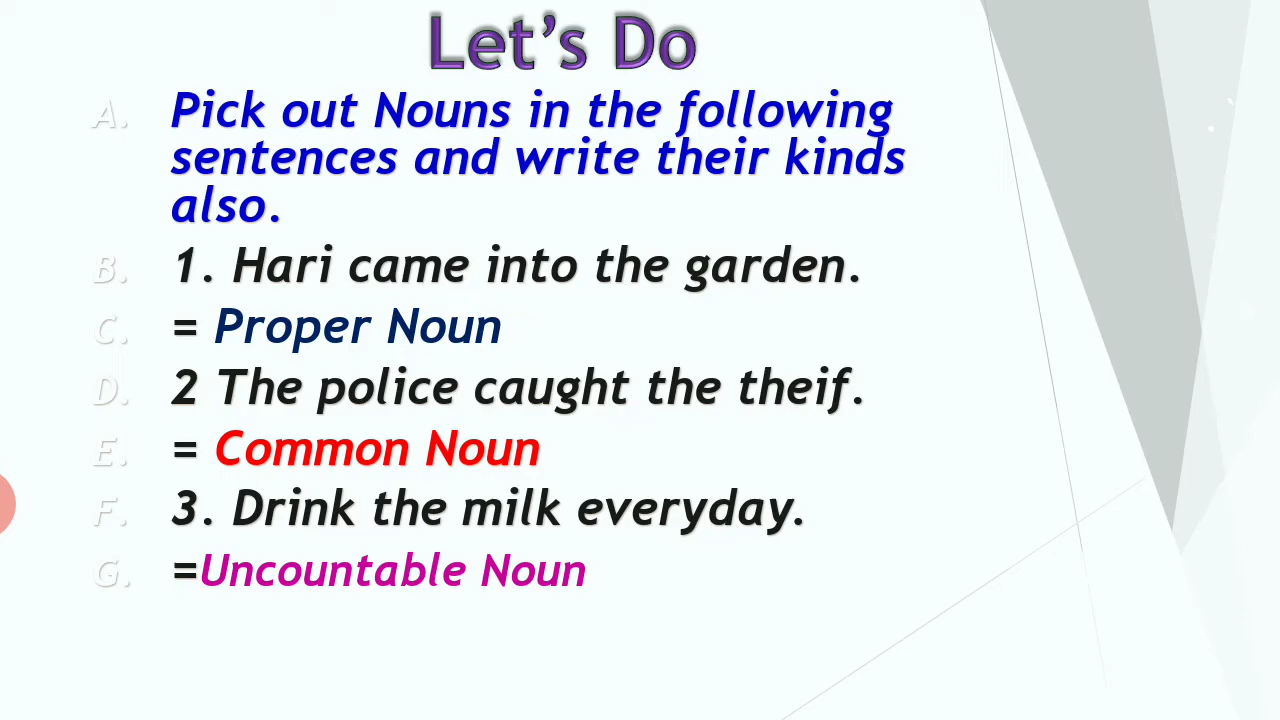 Let's Do
A. Pick out Nouns in the following
sentences and write their kinds
also.
B. 1. Hari came into the garden.
C. = Proper Noun
D. 2 The police caught the theif.
E. = Common Noun
F. 3. Drink the milk everyday.
G. =Uncountable Noun